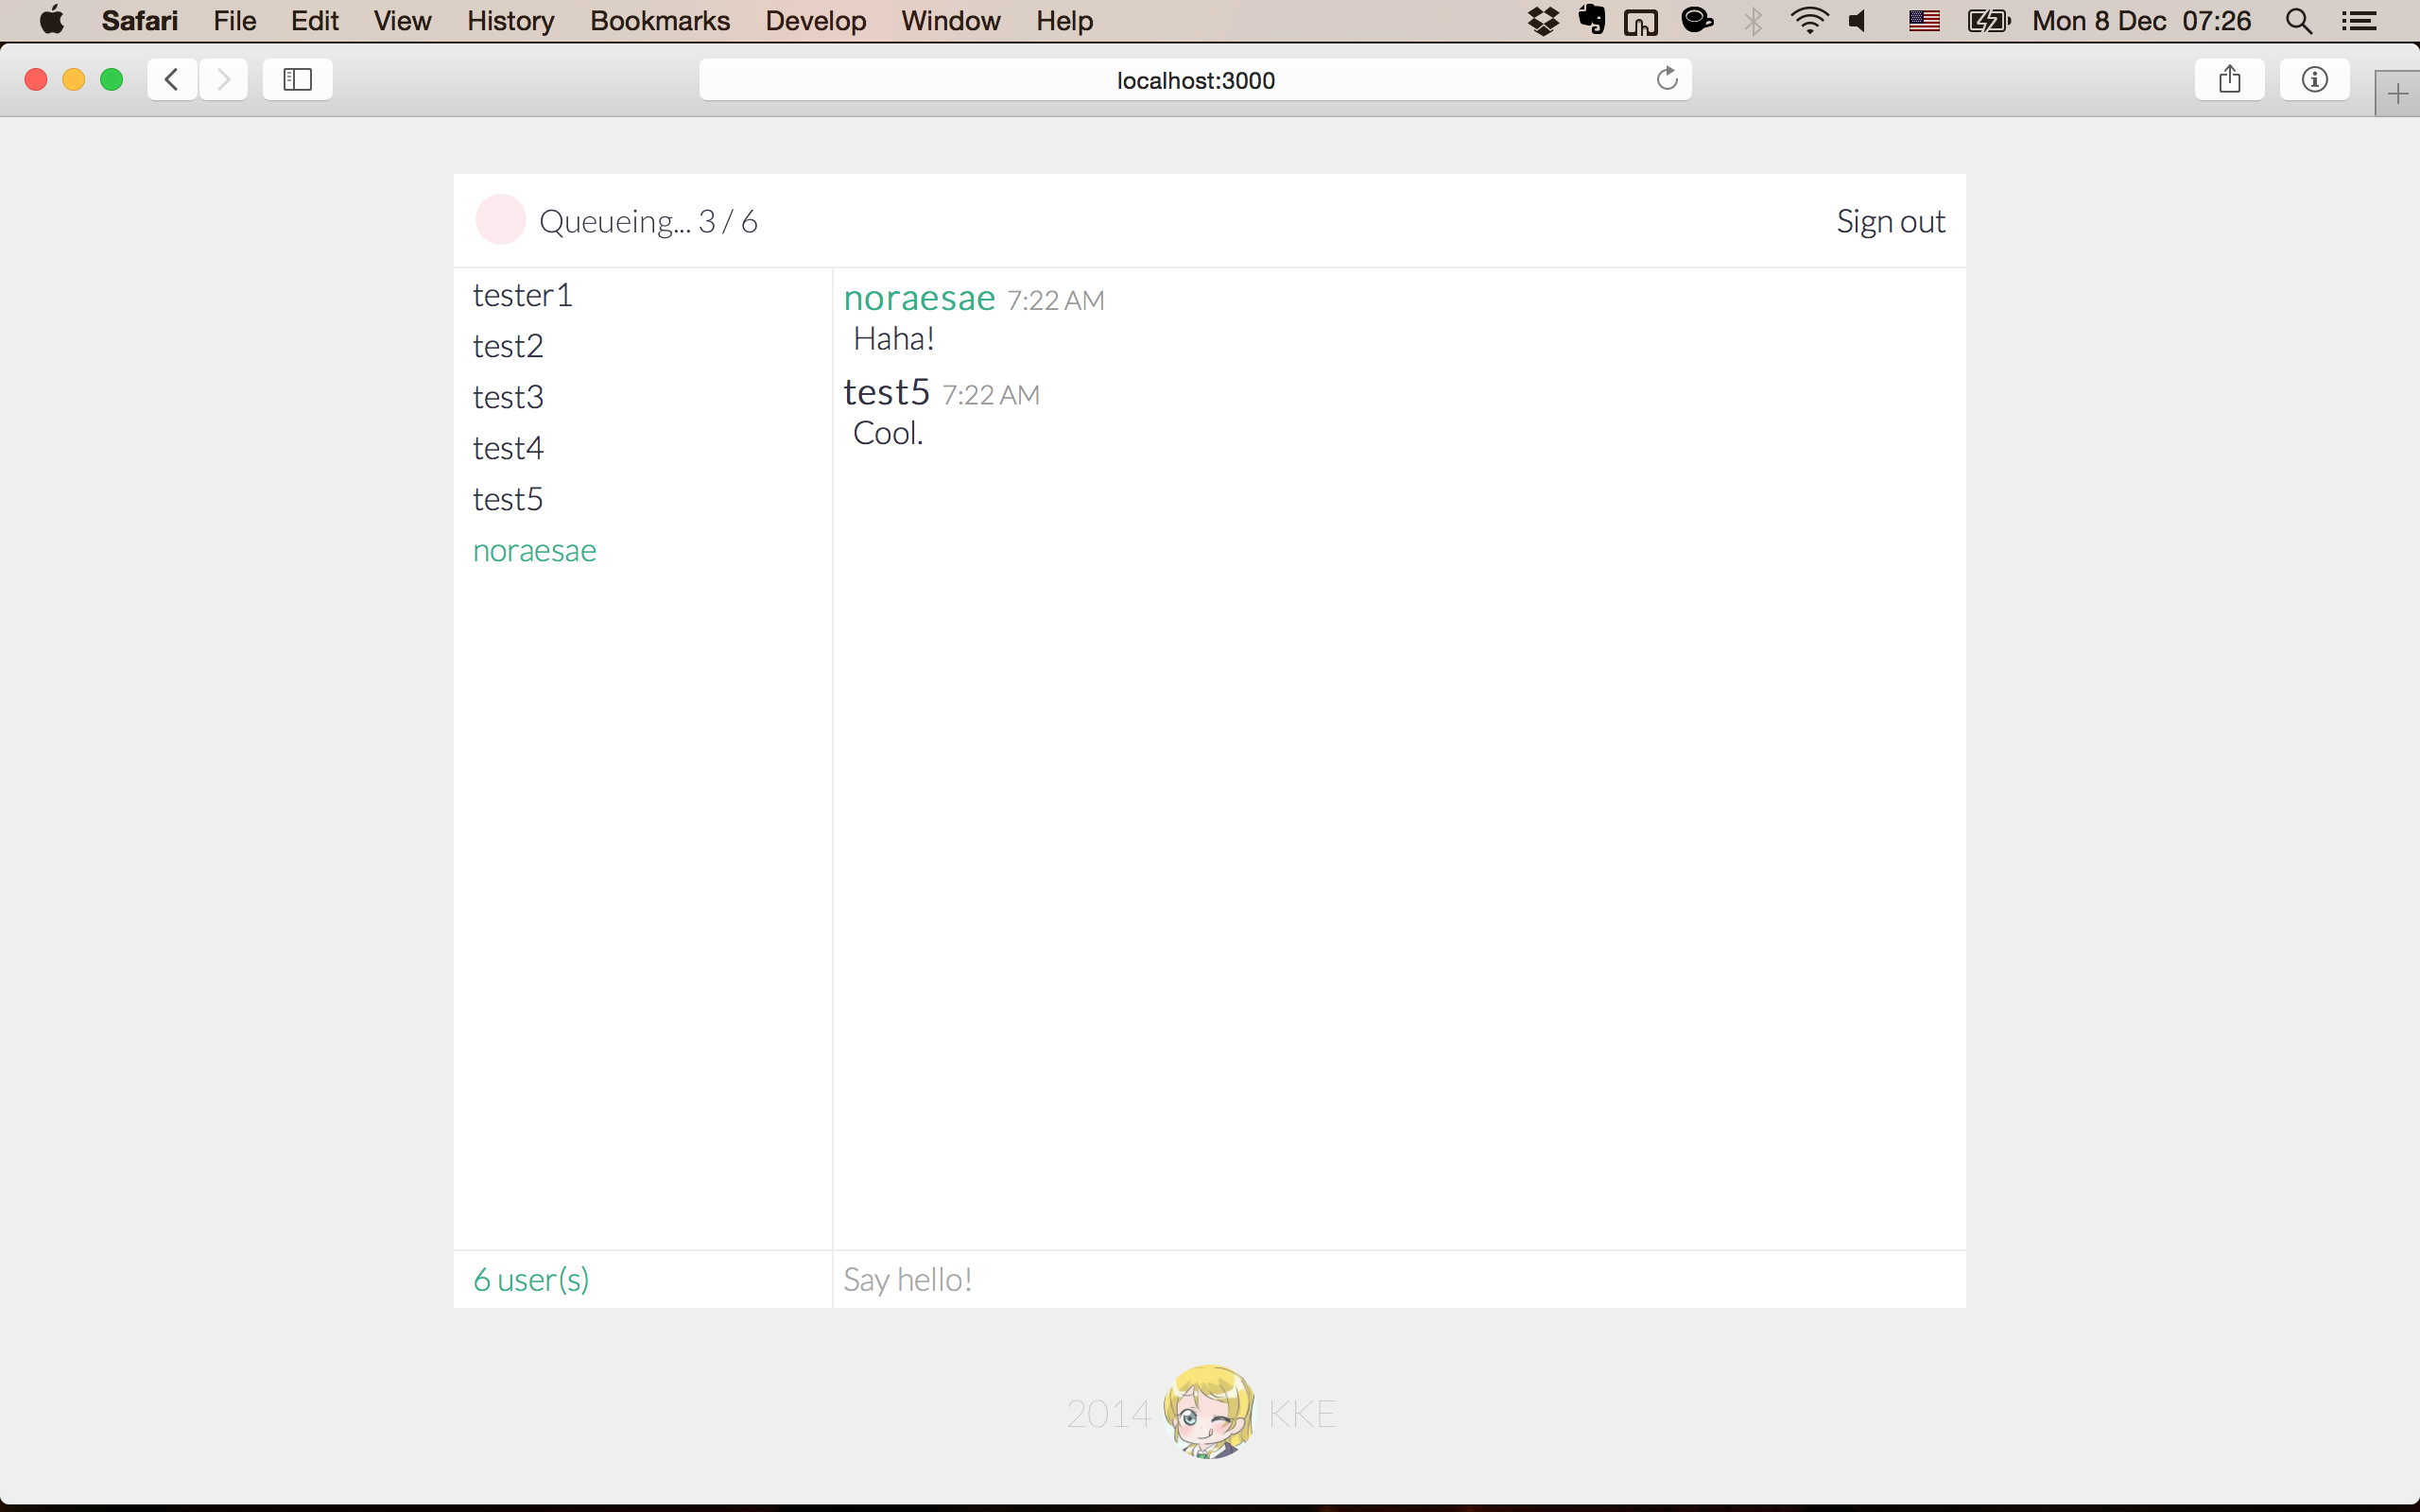 Safari File Edit View History Bookmarks Develop Window Help Mon 8 Dec 07:26
localhost:3000
Queueing... 3 / 6 Sign out
tester1
test2
test3
test4
test5
noraesae
noraesae 7:22 AM
Haha!
test5 7:22 AM
Cool.
6 user(s)
Say hello!
2014 KKE